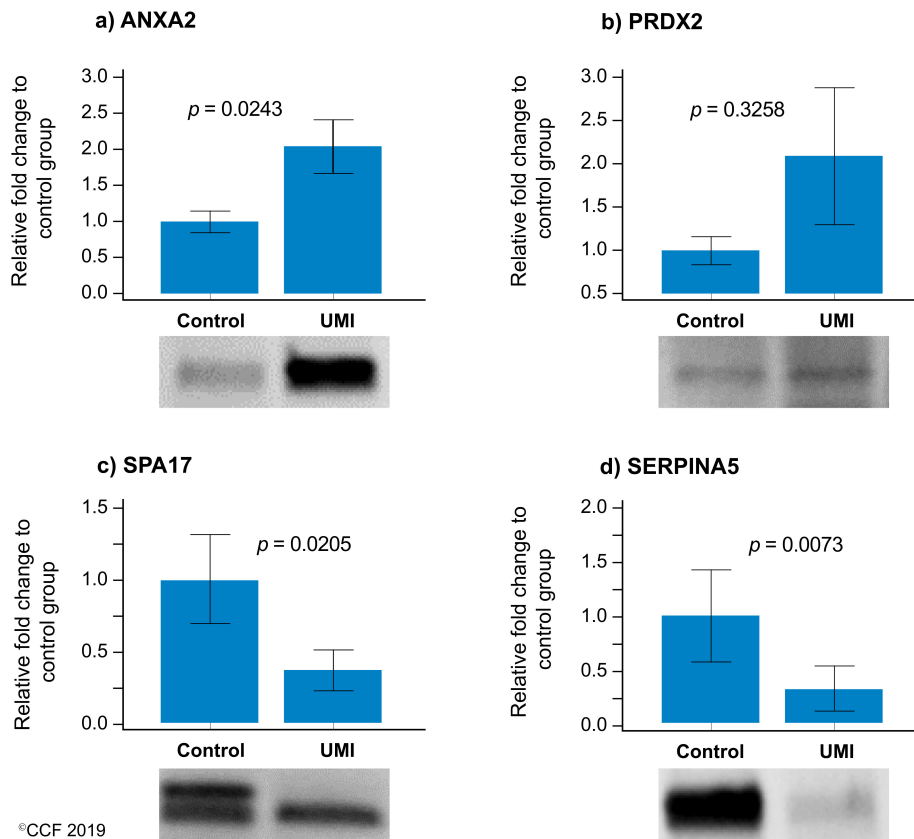 a) ANXA2
Relative fold change to
control group
3.0
2.5
2.0
1.5
1.0
0.5
0.0
p = 0.0243
Control UMI
b) PRDX2
Relative fold change to
control group
3.0
2.5
2.0
1.5
1.0
0.5
p = 0.3258
Control UMI
c) SPA17
Relative fold change to
control group
1.5
1.0
0.5
0.0
p = 0.0205
Control UMI
d) SERPINA5
Relative fold change to
control group
2.0
1.5
1.0
0.5
0.0
p = 0.0073
Control UMI
©CCF 2019